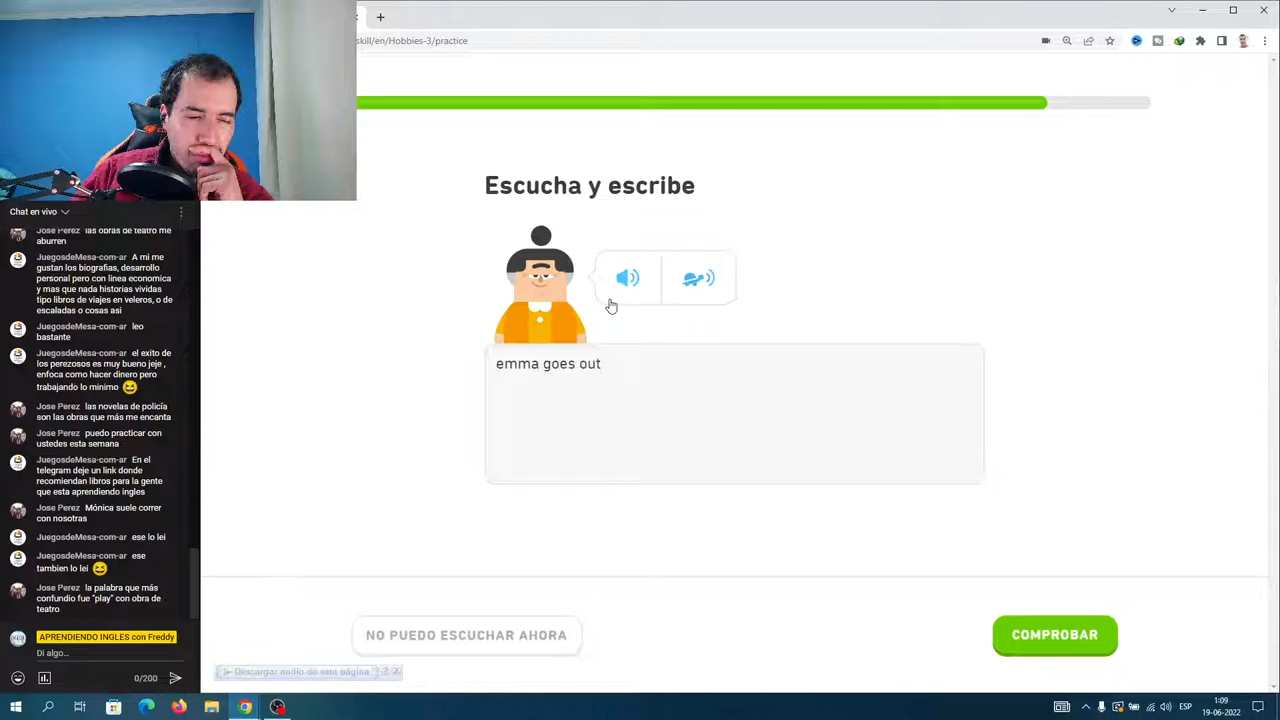 skill/en/Hobbies-3/practice
Escucha y escribe
emma goes out
NO PUEDO ESCUCHAR AHORA
COMPROBAR
Descargar audio de esta página
Chat en vivo
Jose Perez las obras de teatro me
aburren
JuegosdeMesa-com-ar A mi me
gustan los biografias, desarrollo
personal pero con linea economica
y mas que nada historias vividas
tipo libros de viajes en veleros, o de
escaladas o cosas asi
JuegosdeMesa-com-ar leo
bastante
JuegosdeMesa-com-ar el exito de
los perezosos es muy bueno jeje ,
enfoca como hacer dinero pero
trabajando lo minimo 😆
Jose Perez las novelas de policía
son las obras que más me encanta
Jose Perez puedo practicar con
ustedes esta semana
JuegosdeMesa-com-ar En el
telegram deje un link donde
recomiendan libros para la gente
que esta aprendiendo ingles
Jose Perez Mónica suele correr
con nosotras
JuegosdeMesa-com-ar ese lo lei
JuegosdeMesa-com-ar ese
tambien lo lei 😆
Jose Perez la palabra que más
confundio fue "play" con obra de
teatro
APRENDIENDO INGLES con Freddy
Di algo...
0/200
ESP
1:09
19-06-2022